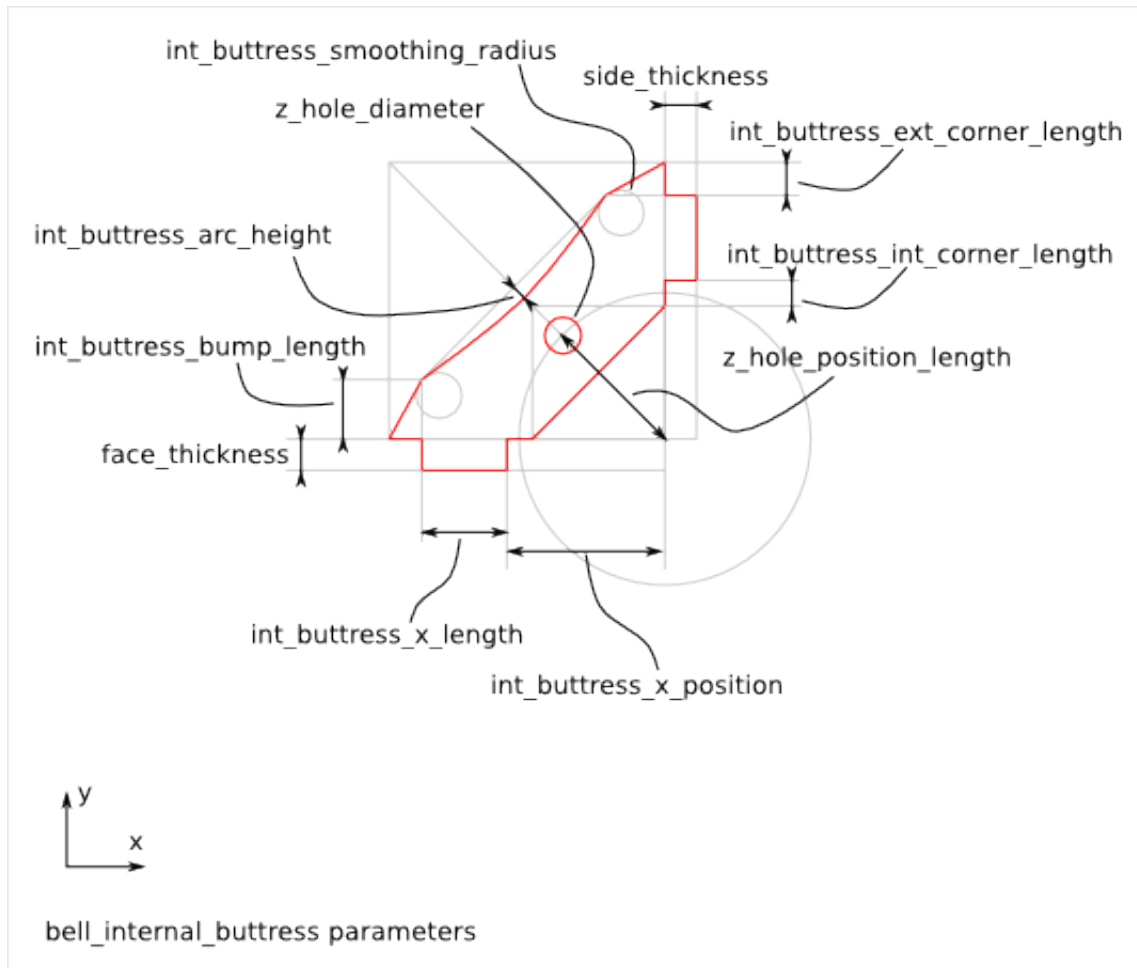 int_buttress_smoothing_radius
side_thickness
z_hole_diameter
int_buttress_ext_corner_length
int_buttress_arc_height
int_buttress_int_corner_length
int_buttress_bump_length
z_hole_position_length
face_thickness
int_buttress_x_length
int_buttress_x_position
y
x
bell_internal_buttress parameters